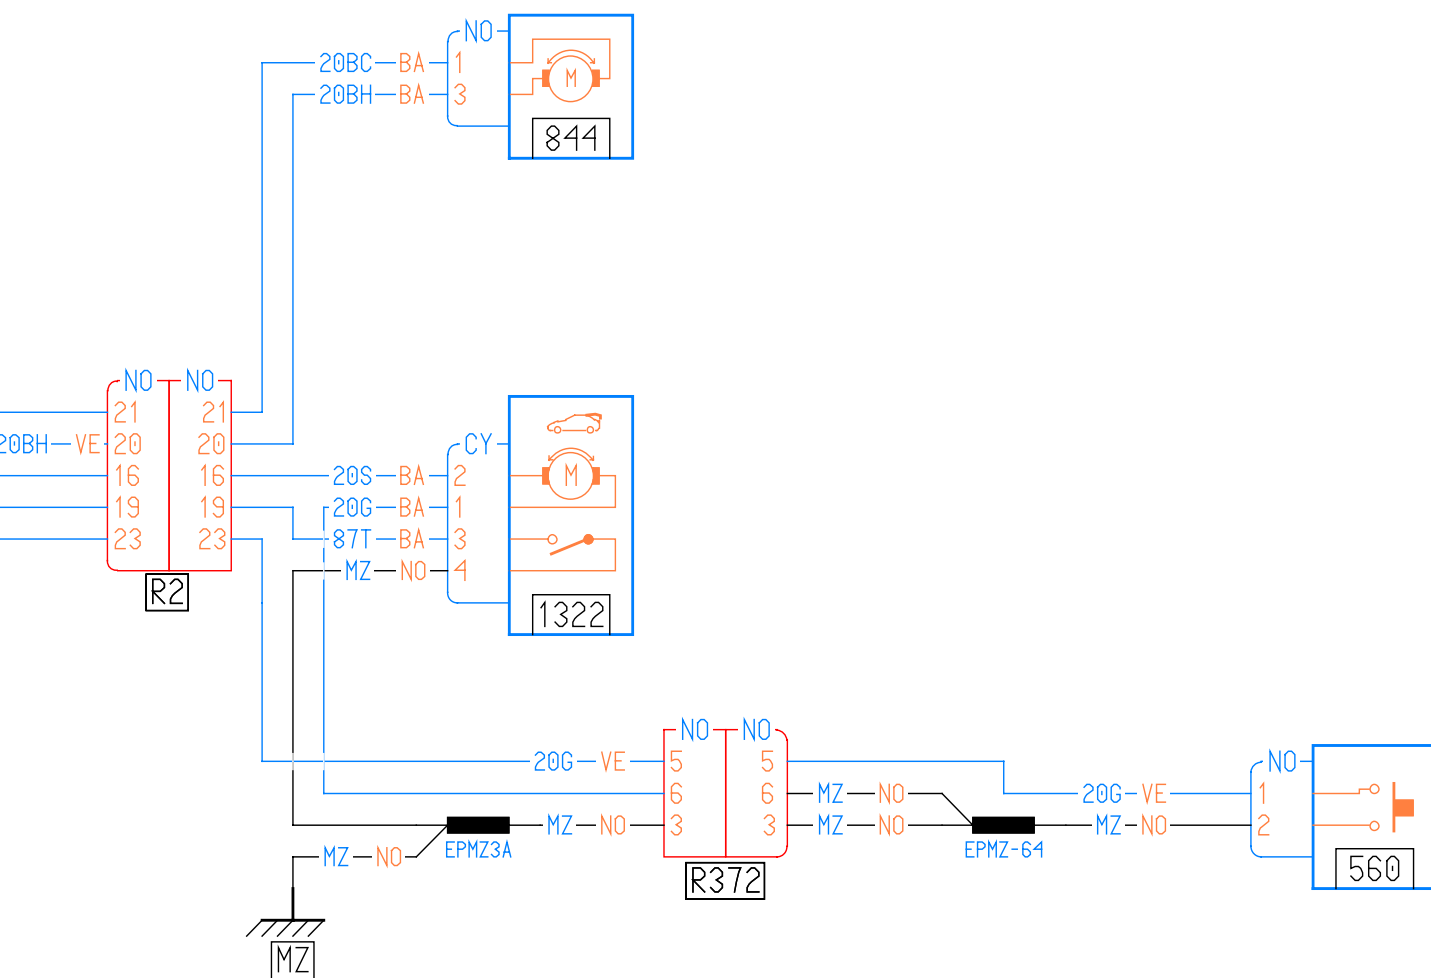 NO
20BC BA 1
M
20BH BA 3
844
NO NO
21 21
20BH VE 20 20
16 16
19 19
23 23
R2
CY
20S BA 2
M
20G BA 1
87T BA 3
MZ NO 4
1322
NO NO
20G VE 5 5
6 6 MZ NO
MZ NO 3 3 MZ NO
EPMZ3A
MZ NO
R372
MZ
EPMZ-64
NO
20G VE 1
MZ NO 2
560